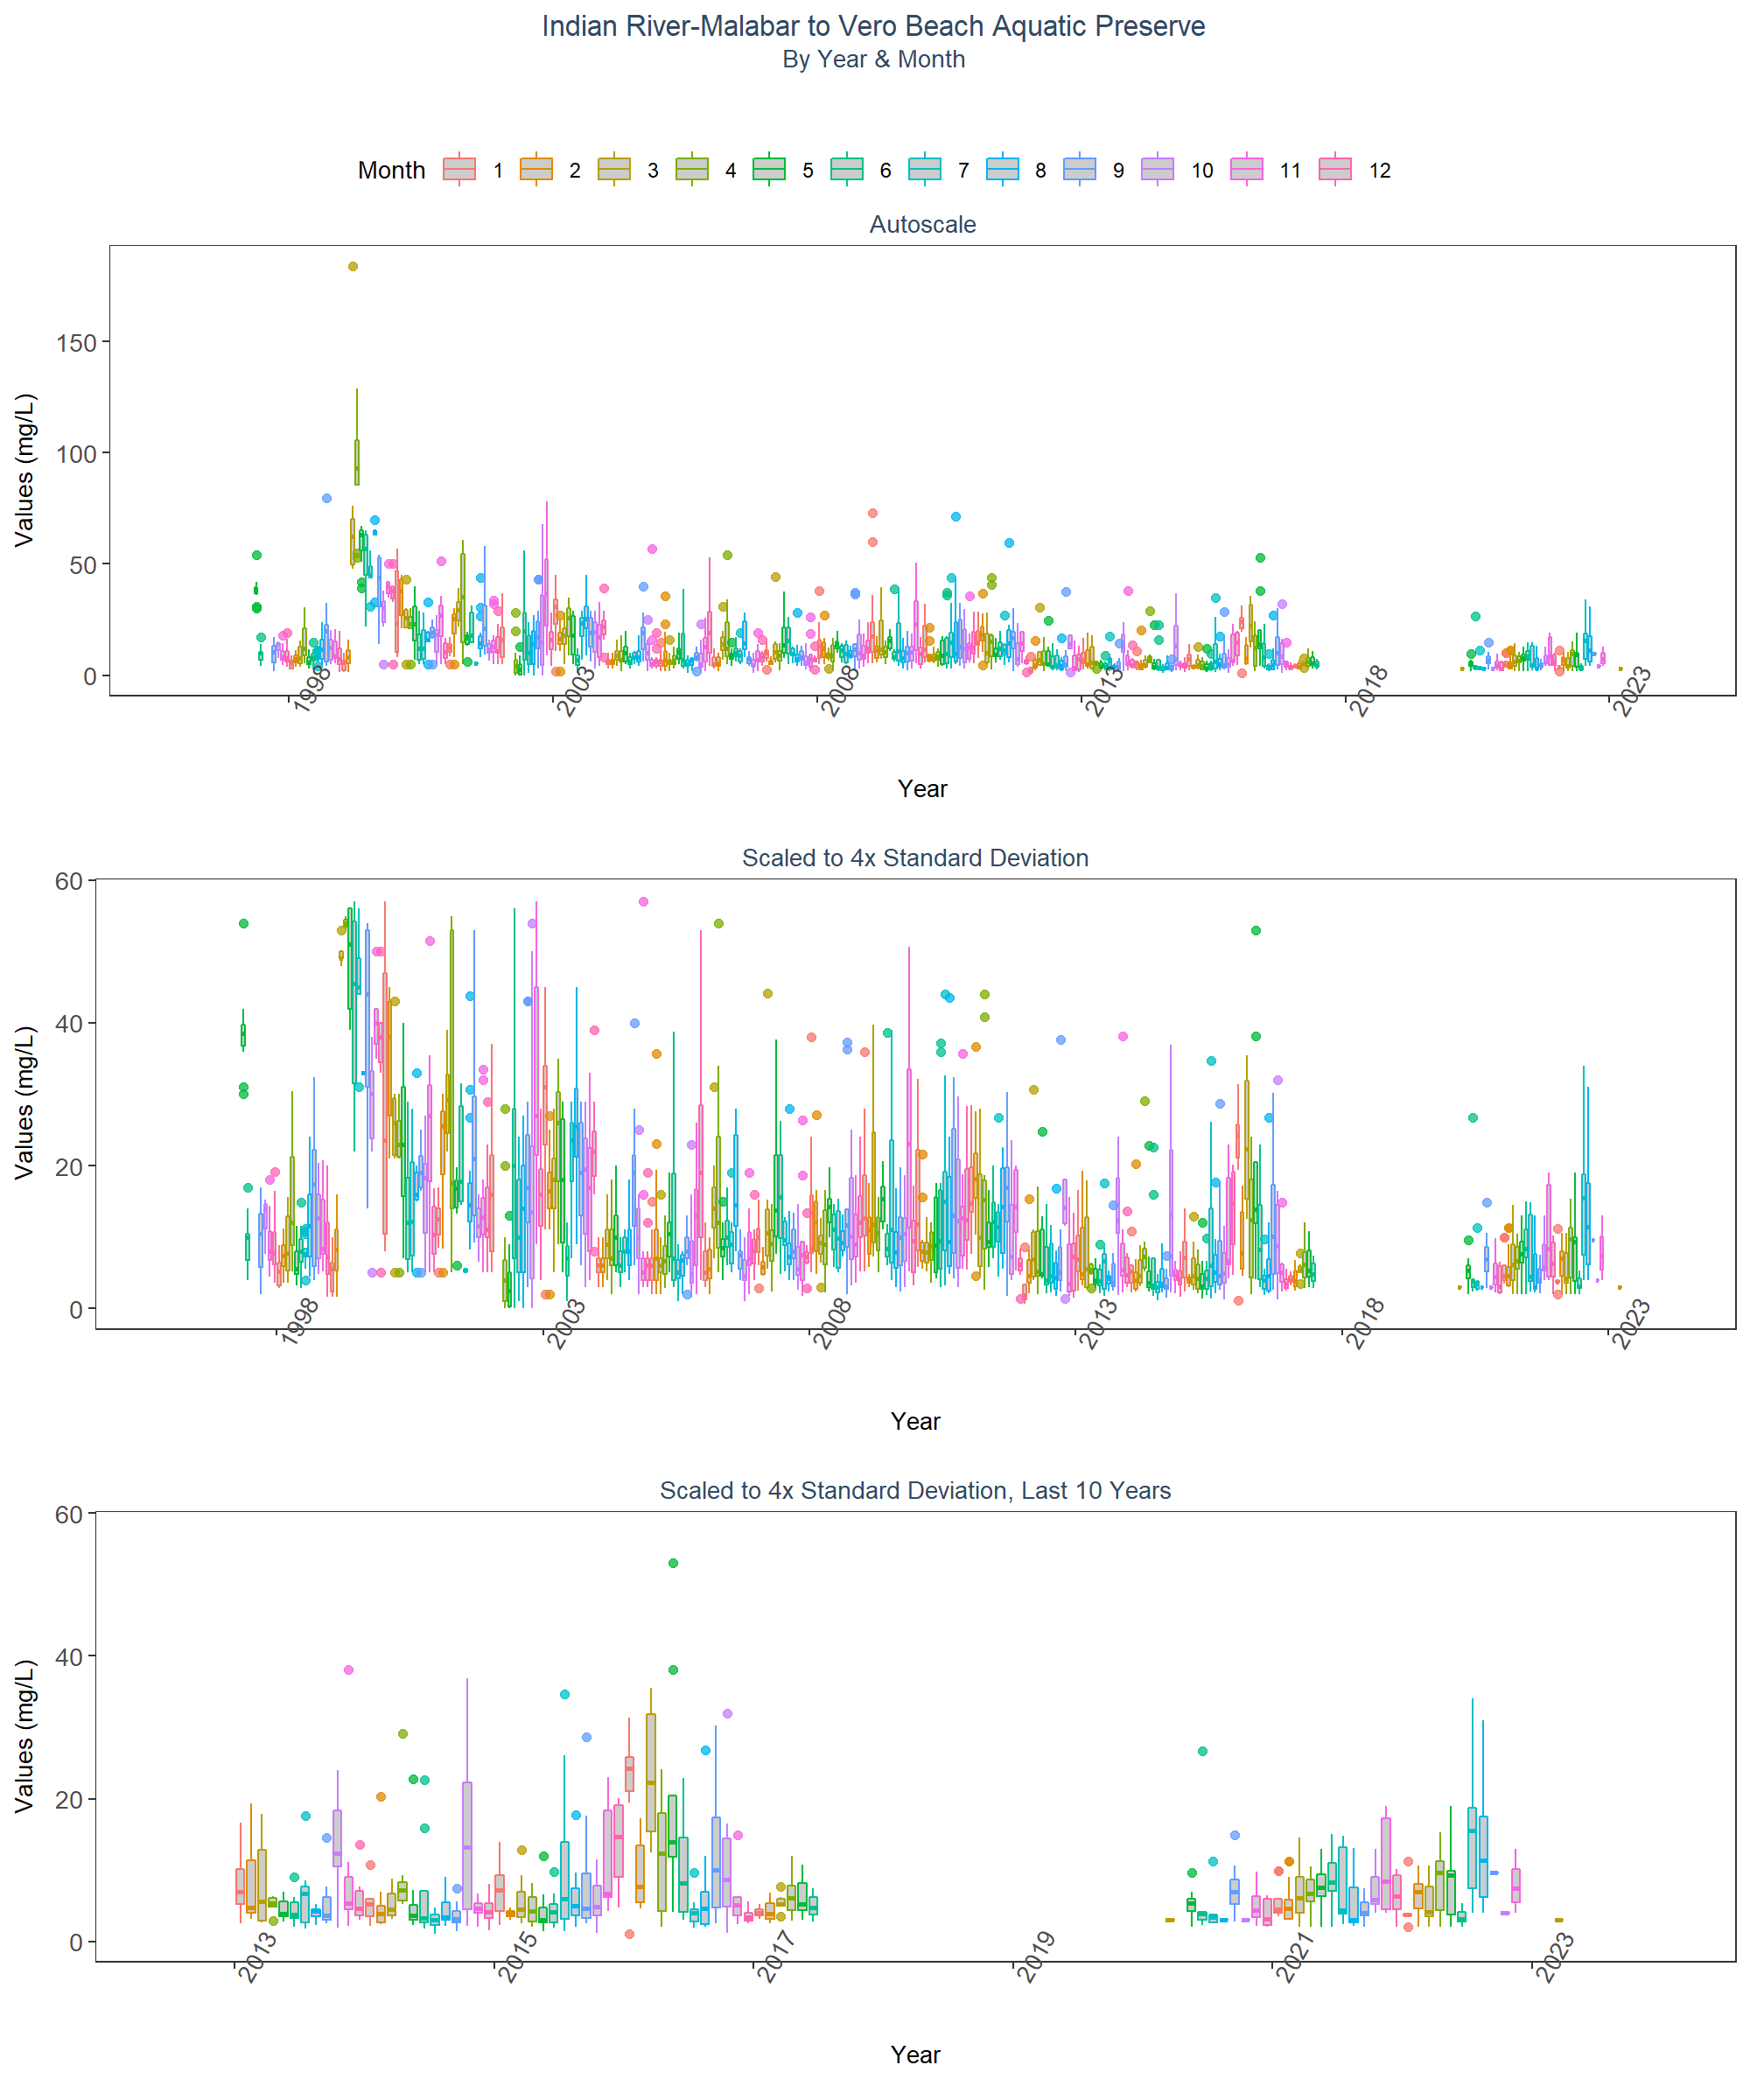 Indian River-Malabar to Vero Beach Aquatic Preserve
By Year & Month
Month 1 2 3 4 5 6 7 8 9 10 11 12
Autoscale
Values (mg/L)
150
100
50
0
1998 2003 2008 2013 2018 2023
Year
Scaled to 4x Standard Deviation
Values (mg/L)
60
40
20
0
1998 2003 2008 2013 2018 2023
Year
Scaled to 4x Standard Deviation, Last 10 Years
Values (mg/L)
60
40
20
0
2013 2015 2017 2019 2021 2023
Year